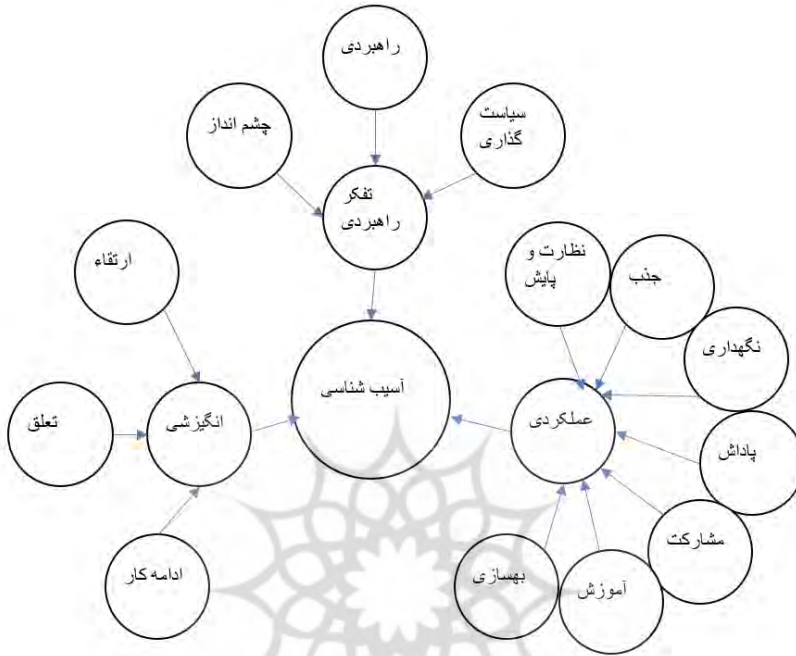 راهبردی
سیاست
گذاری
چشم انداز
تفکر
راهبردی
نظارت و
پایش
جذب
ارتقاء
نگهداری
آسیب شناسی
انگیزشی
عملکردی
تعلق
پاداش
مشارکت
ادامه کار
بهسازی
آموزش